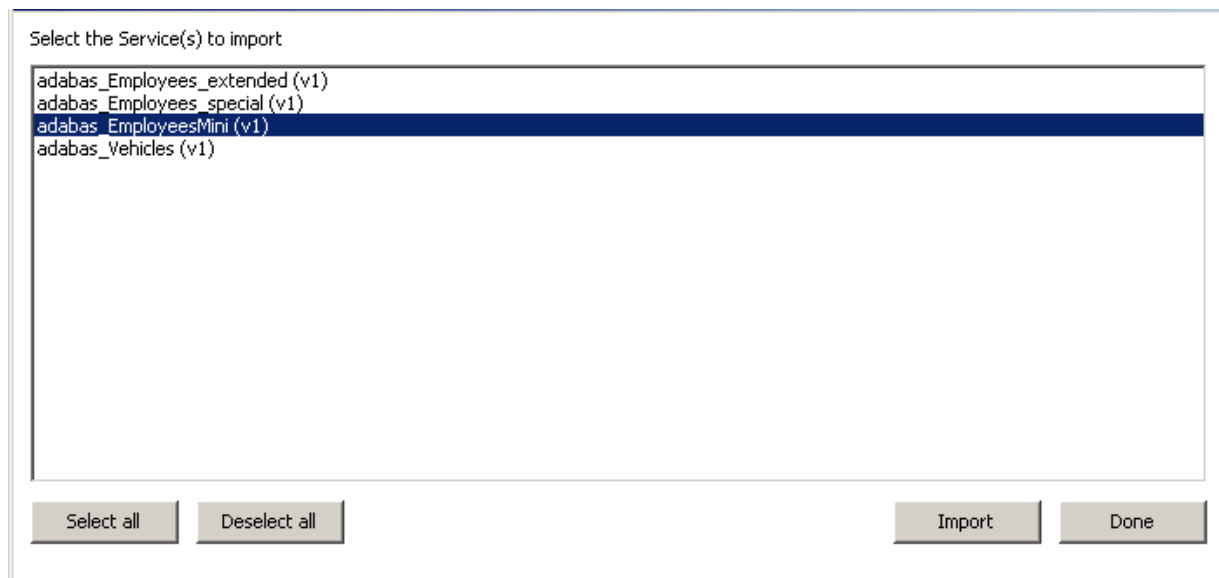 Select the Service(s) to import
adabas_Employees_extended (v1)
adabas_Employees_special (v1)
adabas_EmployeesMini (v1)
adabas_Vehicles (v1)
Select all Deselect all Import Done